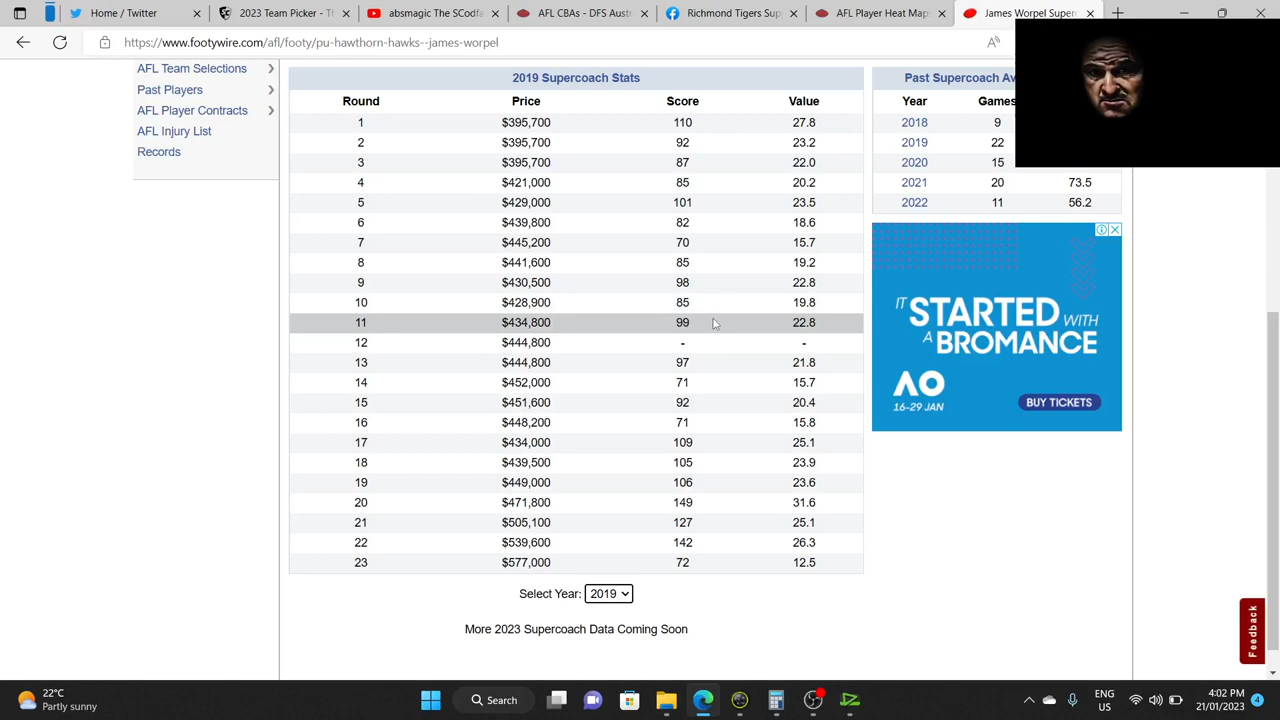 Home / Twitter
2023 Team Picker: Tr
absmagic The SCodf
AFL CBAs - DFS Austr
Richmond Tig𝗲rs Sup
AFL Player Heat Maps
James Worpel Superc
https://www.footywire.com/afl/footy/pu-hawthorn-hawks--james-worpel
AFL Team Selections
Past Players
AFL Player Contracts
AFL Injury List
Records
2019 Supercoach Stats
Round Price Score Value
1 $395,700 110 27.8
2 $395,700 92 23.2
3 $395,700 87 22.0
4 $421,000 85 20.2
5 $429,000 101 23.5
6 $439,800 82 18.6
7 $445,200 70 15.7
8 $441,600 85 19.2
9 $430,500 98 22.8
10 $428,900 85 19.8
11 $434,800 99 22.8
12 $444,800 - -
13 $444,800 97 21.8
14 $452,000 71 15.7
15 $451,600 92 20.4
16 $448,200 71 15.8
17 $434,000 109 25.1
18 $439,500 105 23.9
19 $449,000 106 23.6
20 $471,800 149 31.6
21 $505,100 127 25.1
22 $539,600 142 26.3
23 $577,000 72 12.5
Select Year: 2019
More 2023 Supercoach Data Coming Soon
Past Supercoach Av
Year Games
2018 9
2019 22
2020 15
2021 20 73.5
2022 11 56.2
IT STARTED WITH
A BROMANCE
AO
16-29 JAN
BUY TICKETS
Feedback
22°C
Partly sunny
Search
ENG
US
4:02 PM
21/01/2023
4